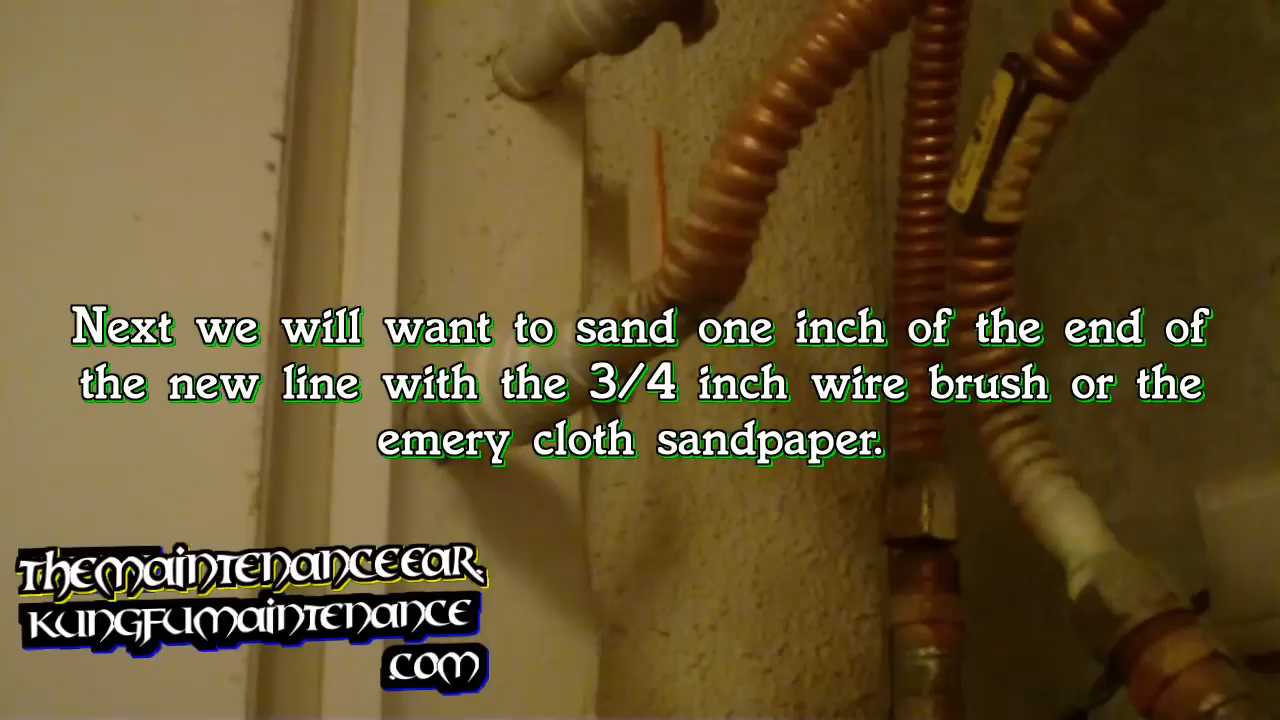 Next we will want to sand one inch of the end of
the new line with the 3/4 inch wire brush or the
emery cloth sandpaper.
THEMAINTENANCEEAR.
KUNGFUMAINTENANCE
.COM